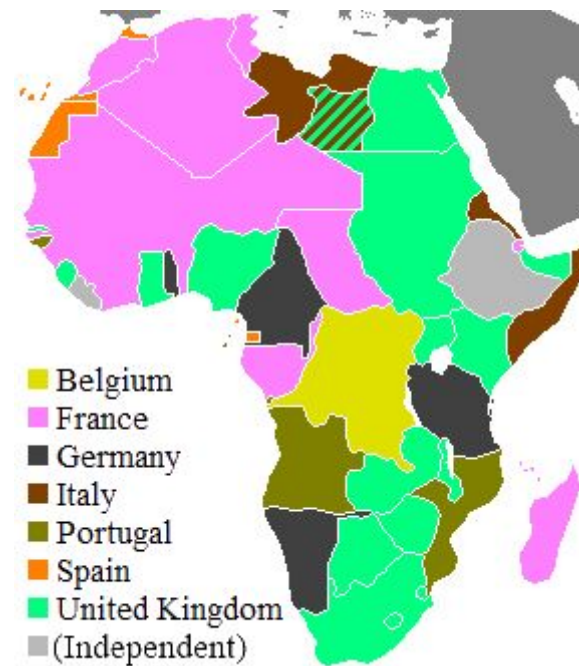 Belgium
France
Germany
Italy
Portugal
Spain
United Kingdom
(Independent)